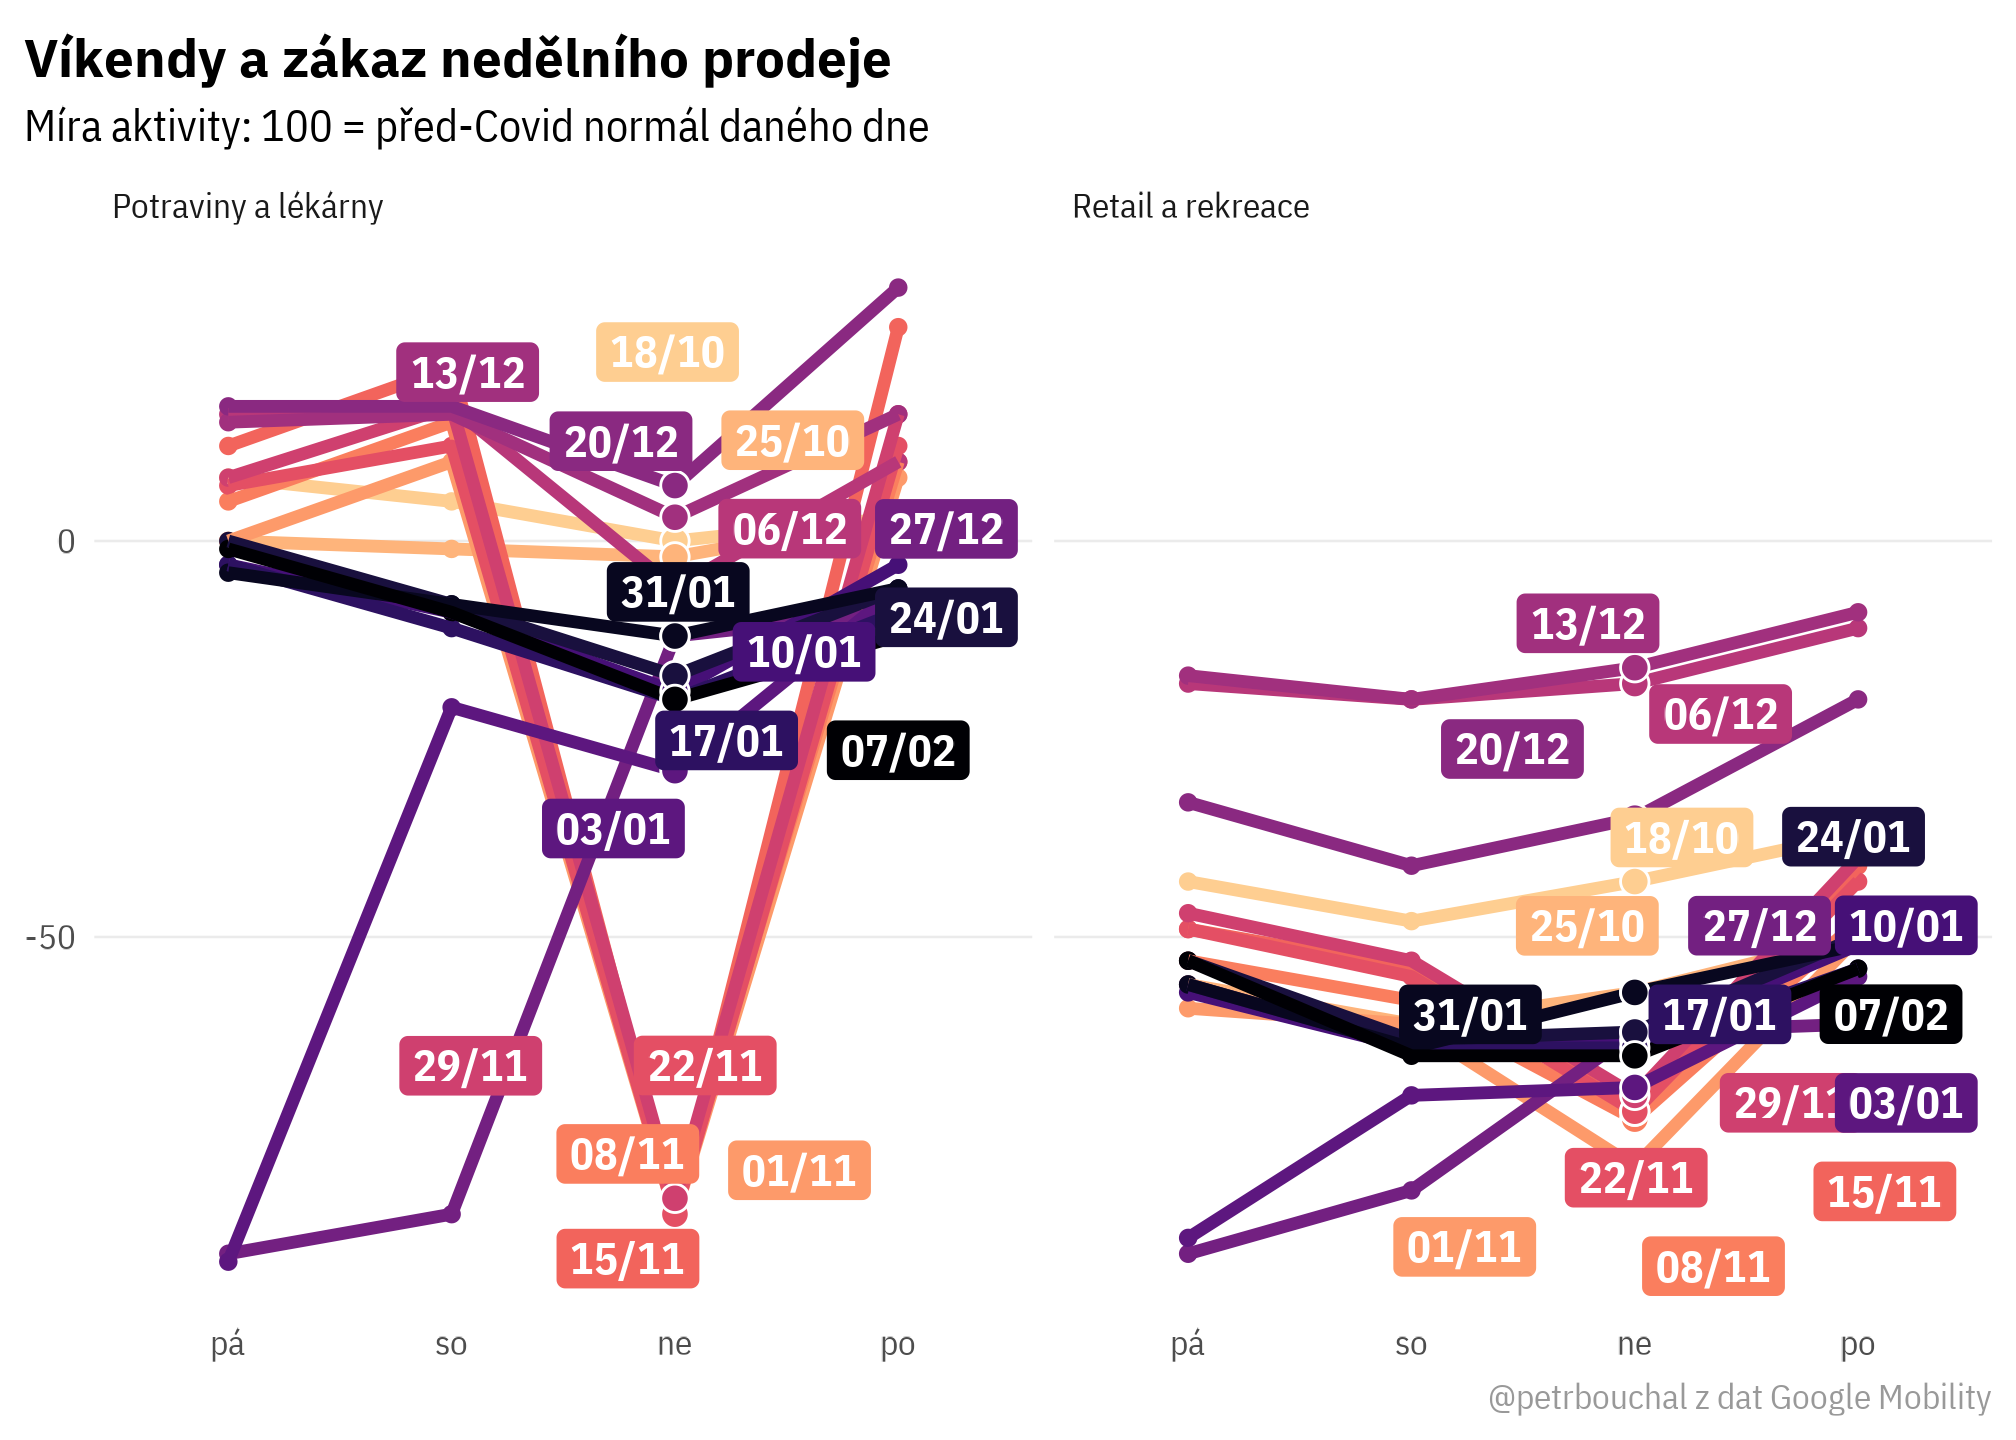 Víkendy a zákaz nedělního prodeje
Míra aktivity: 100 = před-Covid normál daného dne
Potraviny a lékárny
Retail a rekreace
13/12
18/10
20/12
25/10
06/12
27/12
31/01
24/01
10/01
17/01
07/02
03/01
29/11
22/11
08/11
01/11
15/11
0
-50
pá
so
ne
po
13/12
06/12
20/12
18/10
24/01
25/10
27/12
10/01
31/01
17/01
07/02
29/11
03/01
22/11
15/11
01/11
08/11
pá
so
ne
po
@petrbouchal z dat Google Mobility